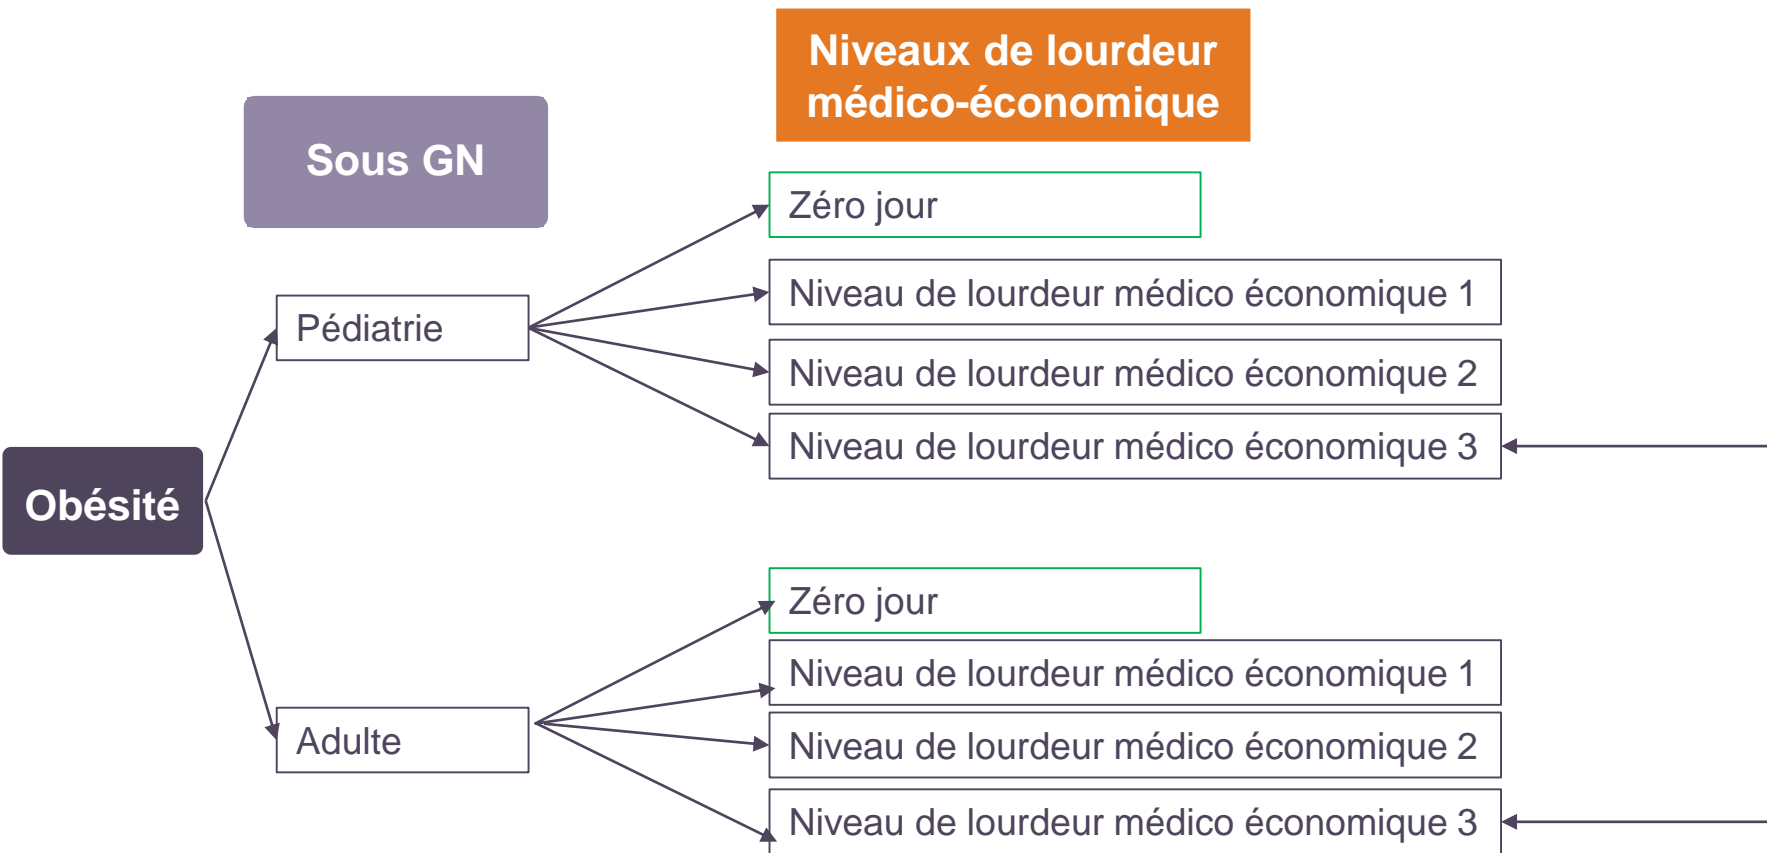 Niveaux de lourdeur
médico-économique
Sous GN
Zéro jour
Niveau de lourdeur médico économique 1
Pédiatrie
Niveau de lourdeur médico économique 2
Niveau de lourdeur médico économique 3
Obésité
Zéro jour
Niveau de lourdeur médico économique 1
Adulte
Niveau de lourdeur médico économique 2
Niveau de lourdeur médico économique 3